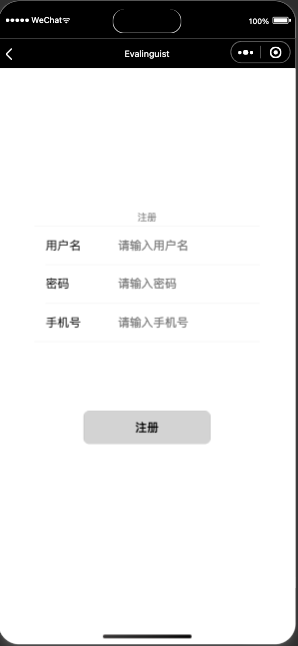 WeChat
100%
Evalinguist
注册
用户名 请输入用户名
密码 请输入密码
手机号 请输入手机号
注册